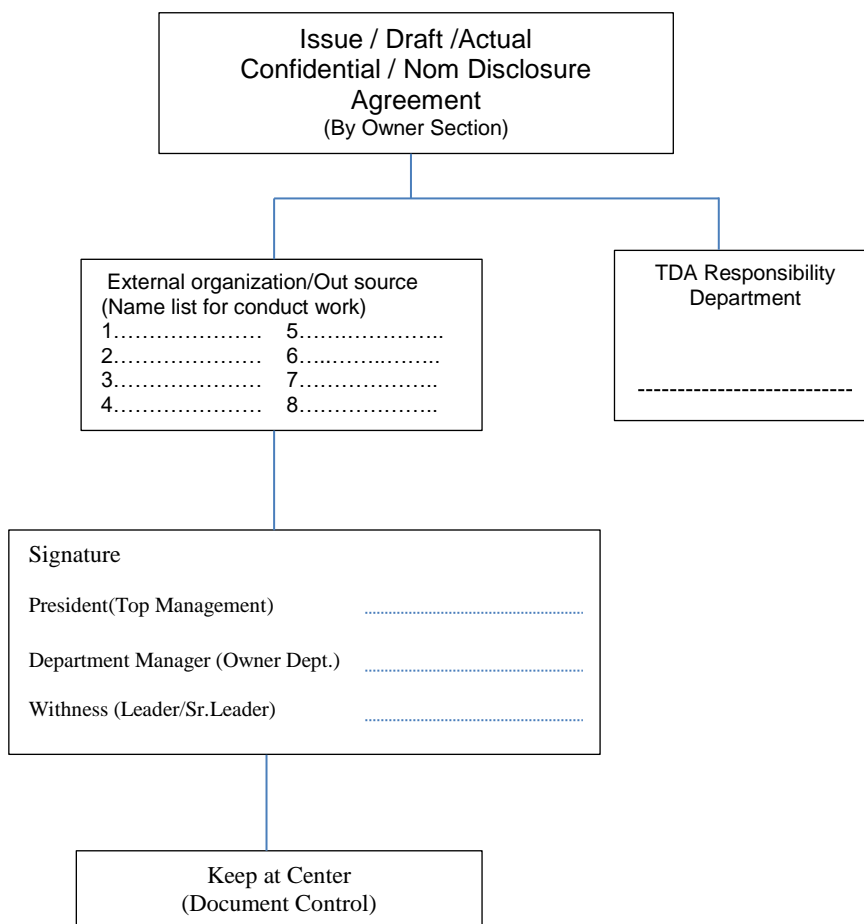 Issue / Draft /Actual
Confidential / Nom Disclosure
Agreement
(By Owner Section)
External organization/Out source
(Name list for conduct work)
1………………… 5…….…………..
2………………… 6…..……..……..
3………………… 7………………..
4………………… 8………………..
TDA Responsibility
Department
---------------------------
Signature
President(Top Management)
Department Manager (Owner Dept.)
Withness (Leader/Sr.Leader)
Keep at Center
(Document Control)